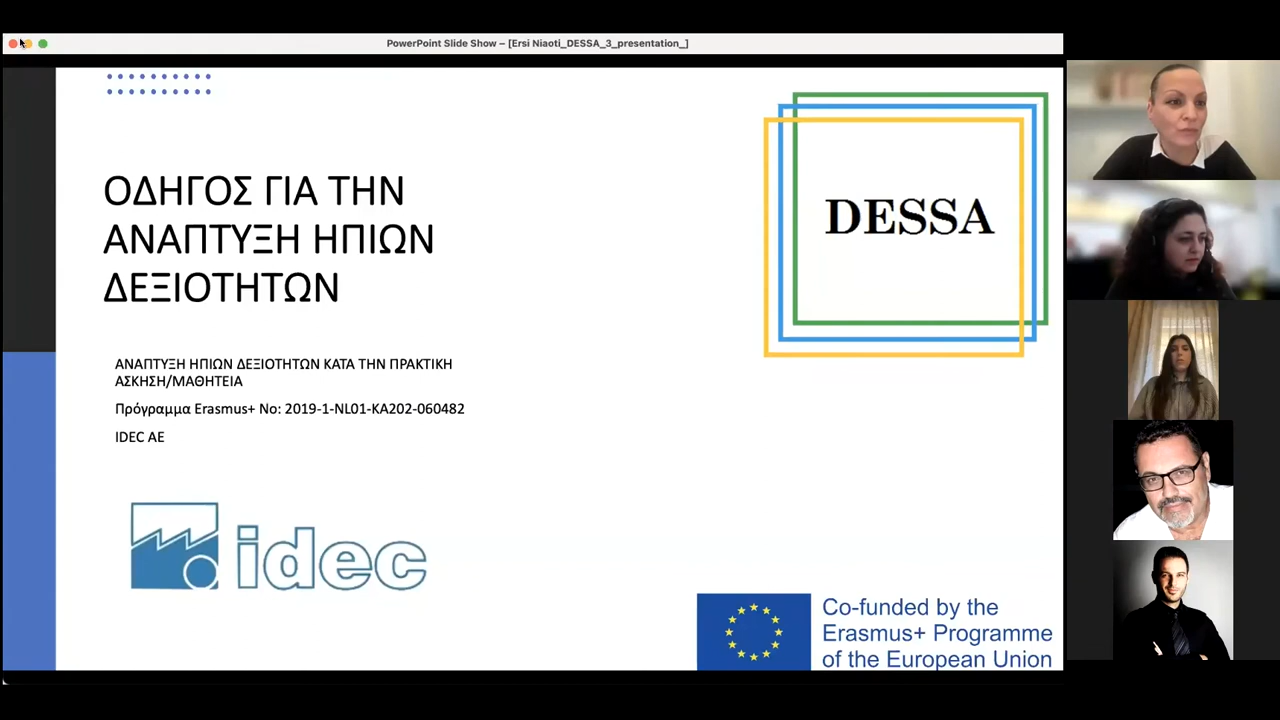 PowerPoint Slide Show – [Ersi Niaoti_DESSA_3_presentation_]
ΟΔΗΓΟΣ ΓΙΑ ΤΗΝ
ΑΝΑΠΤΥΞΗ ΗΠΙΩΝ
ΔΕΞΙΟΤΗΤΩΝ
DESSA
ΑΝΑΠΤΥΞΗ ΗΠΙΩΝ ΔΕΞΙΟΤΗΤΩΝ ΚΑΤΑ ΤΗΝ ΠΡΑΚΤΙΚΗ
ΑΣΚΗΣΗ/ΜΑΘΗΤΕΙΑ
Πρόγραμμα Erasmus+ No: 2019-1-NL01-KA202-060482
IDEC AE
idec
Co-funded by the
Erasmus+ Programme
of the European Union